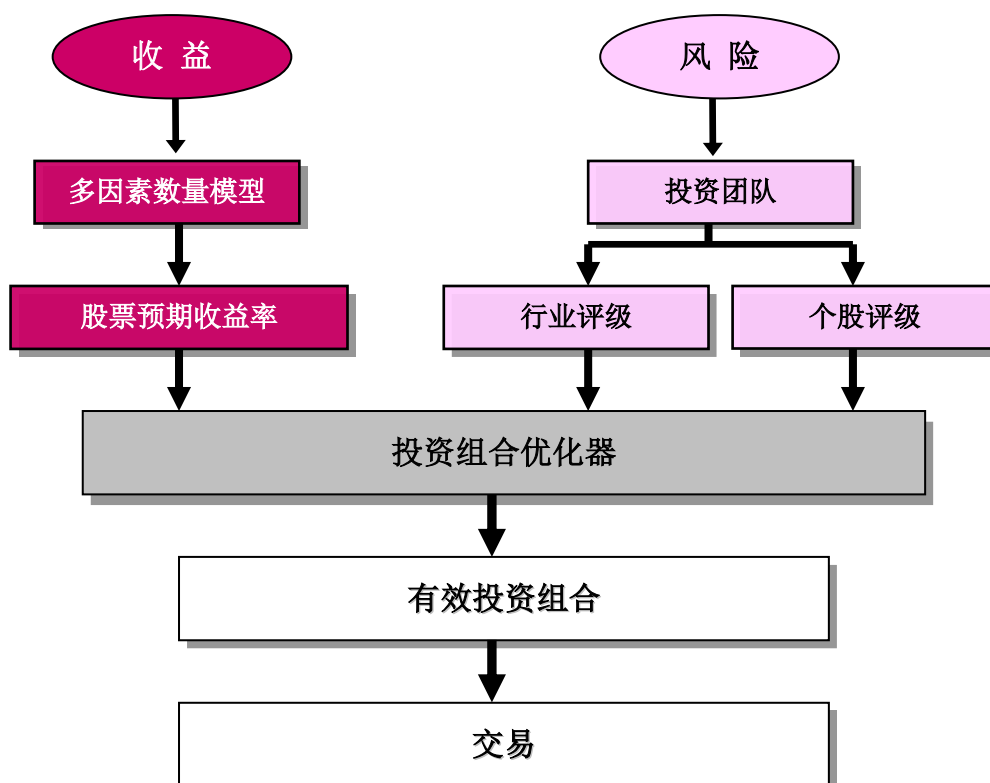 收 益
风 险
多因素数量模型
投资团队
股票预期收益率
行业评级
个股评级
投资组合优化器
有效投资组合
交易